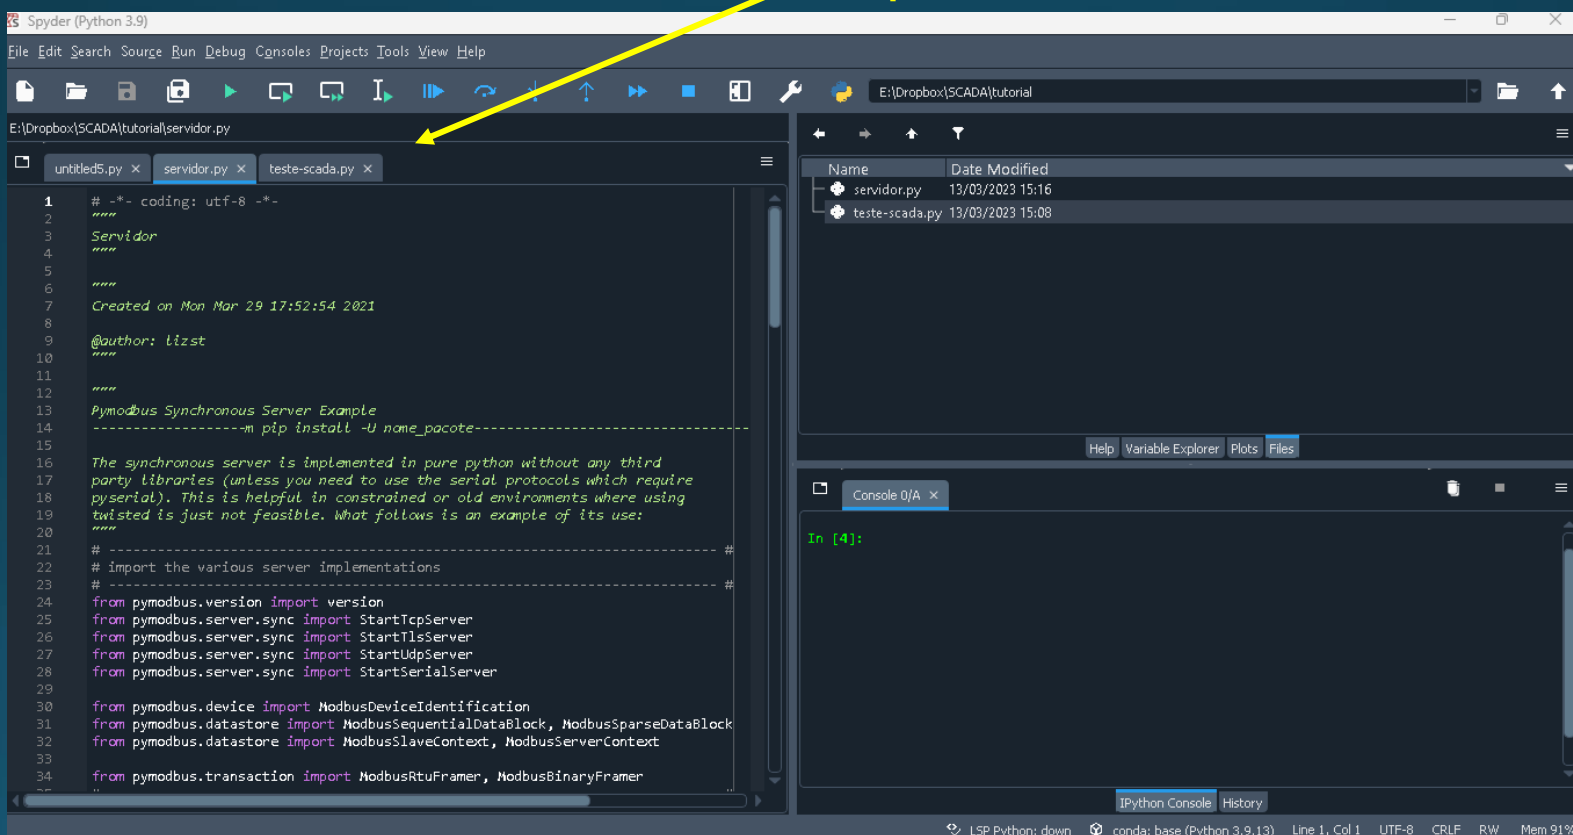 Spyder (Python 3.9)
File Edit Search Source Run Debug Consoles Projects Tools View Help
E:\Dropbox\SCADA\tutorial
E:\Dropbox\SCADA\tutorial\servidor.py
untitled5.py servidor.py teste-scada.py
1 # -*- coding: utf-8 -*-
2 """
3 Servidor
4 """
5
6 """
7 Created on Mon Mar 29 17:52:54 2021
8
9 @author: lizst
10 """
11
12 """
13 Pymodbus Synchronous Server Example
14 -------------------m pip install -U nome_pacote----------------------------------
15
16 The synchronous server is implemented in pure python without any third
17 party libraries (unless you need to use the serial protocols which require
18 pyserial). This is helpful in constrained or old environments where using
19 twisted is just not feasible. What follows is an example of its use:
20 """
21 # --------------------------------------------------------------------------- #
22 # import the various server implementations
23 # --------------------------------------------------------------------------- #
24 from pymodbus.version import version
25 from pymodbus.server.sync import StartTcpServer
26 from pymodbus.server.sync import StartTlsServer
27 from pymodbus.server.sync import StartUdpServer
28 from pymodbus.server.sync import StartSerialServer
29
30 from pymodbus.device import ModbusDeviceIdentification
31 from pymodbus.datastore import ModbusSequentialDataBlock, ModbusSparseDataBlock
32 from pymodbus.datastore import ModbusSlaveContext, ModbusServerContext
33
34 from pymodbus.transaction import ModbusRtuFramer, ModbusBinaryFramer
Name Date Modified
servidor.py 13/03/2023 15:16
teste-scada.py 13/03/2023 15:08
Help Variable Explorer Plots Files
Console 0/A
In [4]:
IPython Console History
LSP Python: down conda: base (Python 3.9.13) Line 1, Col 1 UTF-8 CRLF RW Mem 91%